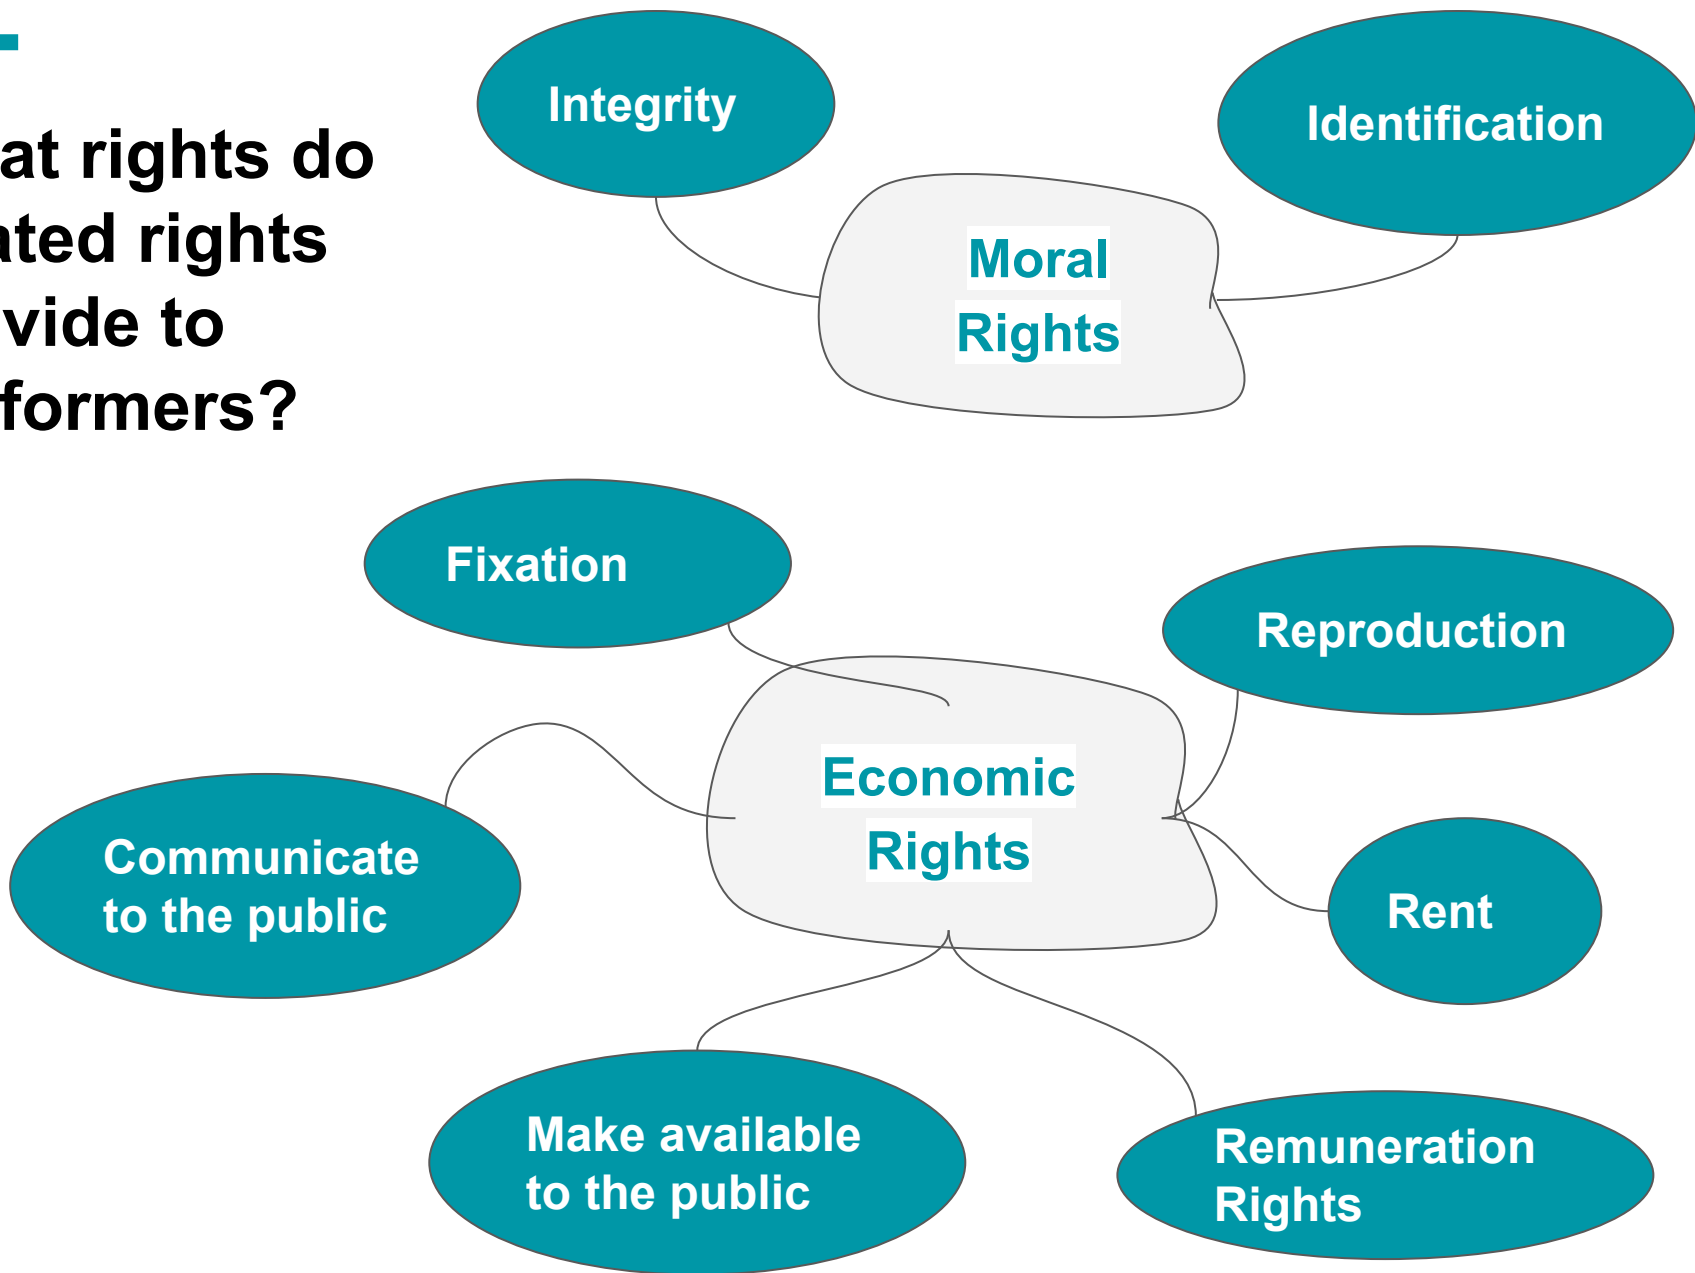 at rights do
ated rights
vide to
formers?
Integrity
Identification
Moral
Rights
Fixation
Reproduction
Economic
Rights
Communicate
to the public
Rent
Make available
to the public
Remuneration
Rights